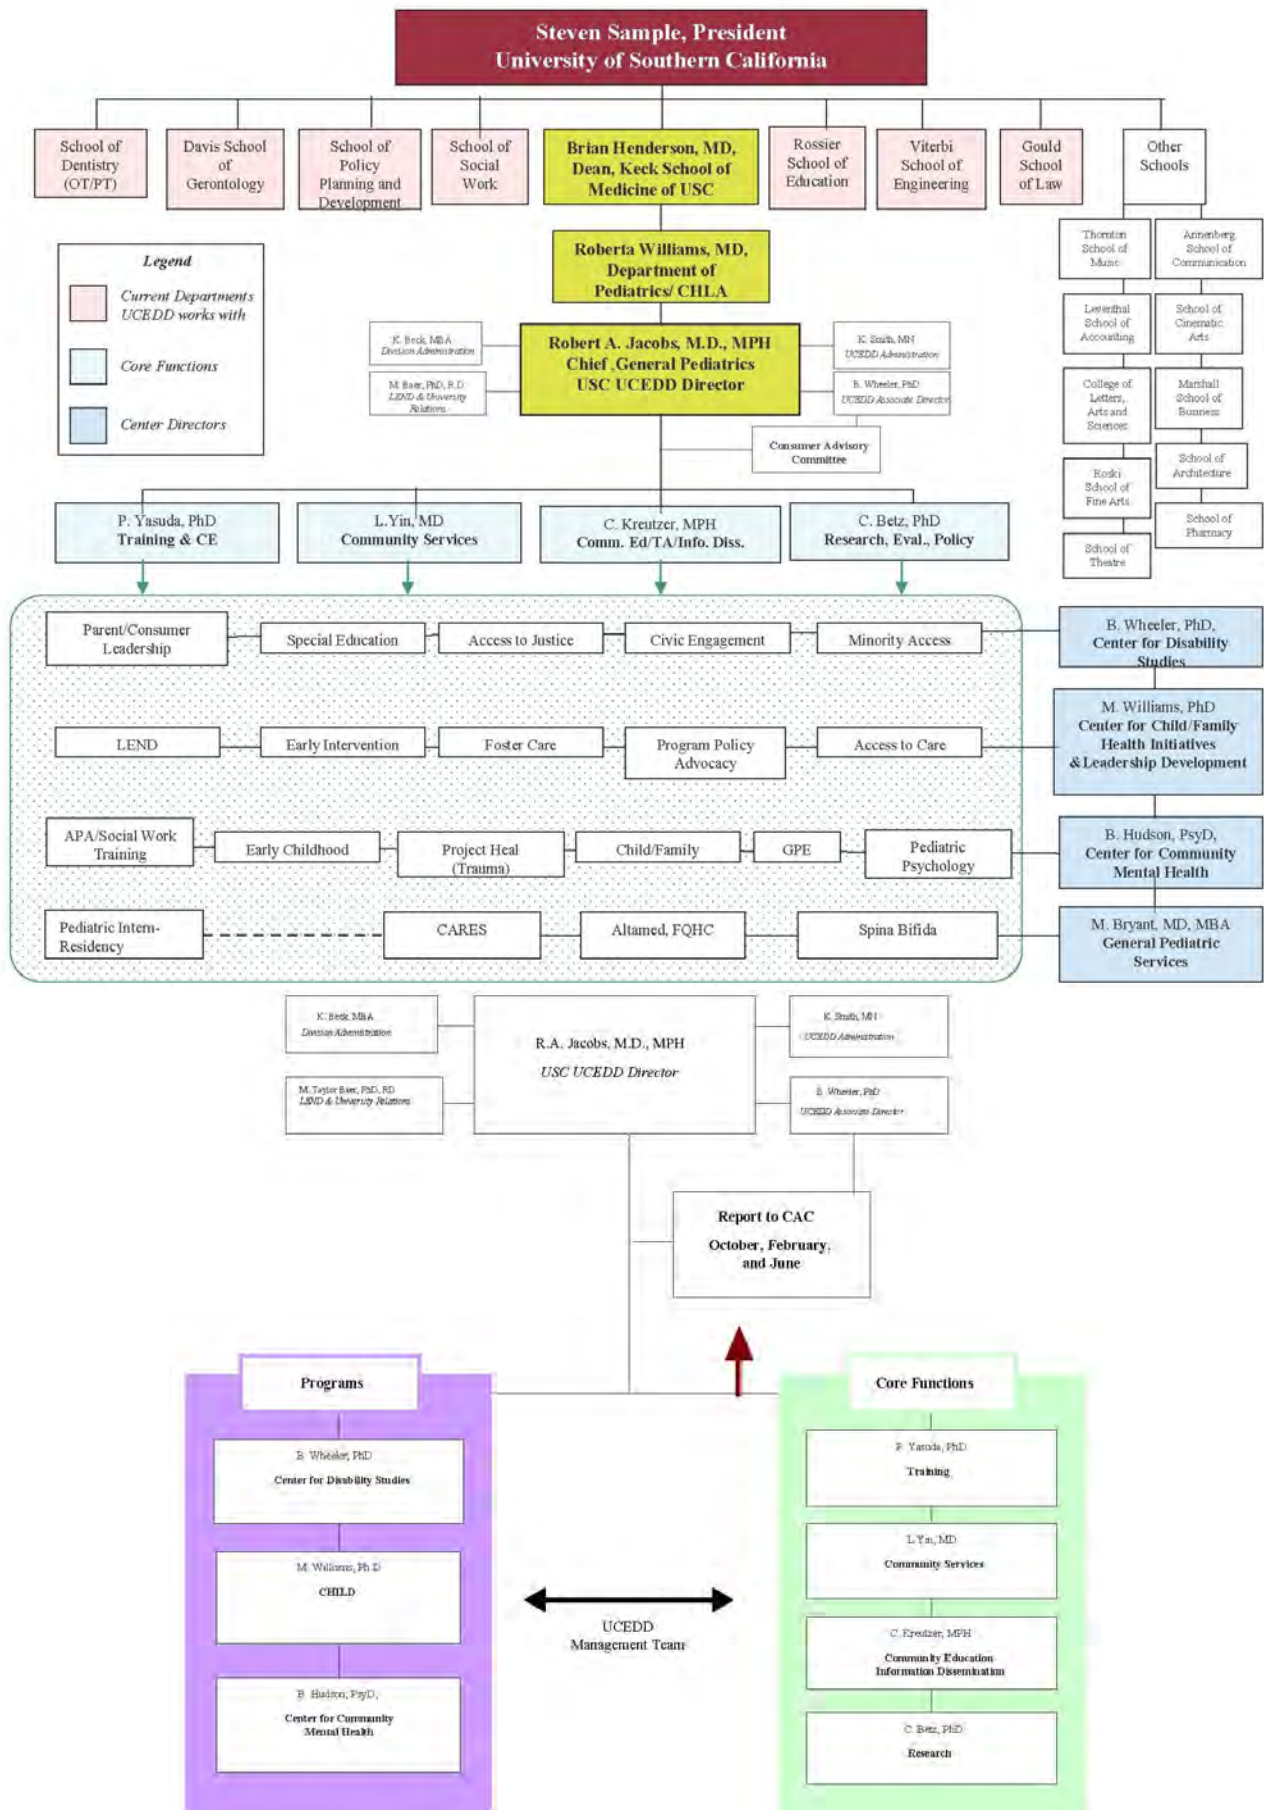 Steven Sample, President
University of Southern California
School of
Dentistry
(OT/PT)
Davis School
of
Gerontology
School of
Policy
Planning and
Development
School of
Social
Work
Brian Henderson, MD,
Dean, Keck School of
Medicine of USC
Rossier
School of
Education
Viterbi
School of
Engineering
Gould
School
of Law
Other
Schools
Thornton
School of
Music
Annenberg
School of
Communication
Leventhal
School of
Accounting
School of
Cinematic
Arts
College of
Letters,
Arts and
Sciences
Marshall
School of
Business
Roski
School of
Fine Arts
School of
Architecture
School of
Theatre
School of
Pharmacy
Legend
Current Departments
UCEDD works with
Core Functions
Center Directors
Roberta Williams, MD,
Department of
Pediatrics/ CHLA
K. Beck, MBA
Division Administration
M. Baer, PhD, R.D
LEND & University
Relations
Robert A. Jacobs, M.D., MPH
Chief ,General Pediatrics
USC UCEDD Director
K. Smith, MN
UCEDD Administration
B. Wheeler, PhD
UCEDD Associate Director
Consumer Advisory
Committee
P. Yasuda, PhD
Training & CE
L.Yin, MD
Community Services
C. Kreutzer, MPH
Comm. Ed/TA/Info. Diss.
C. Betz, PhD
Research, Eval., Policy
Parent/Consumer
Leadership
Special Education
Access to Justice
Civic Engagement
Minority Access
B. Wheeler, PhD,
Center for Disability
Studies
LEND
Early Intervention
Foster Care
Program Policy
Advocacy
Access to Care
M. Williams, PhD
Center for Child/Family
Health Initiatives
&Leadership Development
APA/Social Work
Training
Early Childhood
Project Heal
(Trauma)
Child/Family
GPE
Pediatric
Psychology
B. Hudson, PsyD,
Center for Community
Mental Health
Pediatric Intern-
Residency
CARES
Altamed, FQHC
Spina Bifida
M. Bryant, MD, MBA
General Pediatric
Services
K. Beck, MBA
Division Administration
M. Taylor Baer, PhD, RD
LEND & University Relations
R.A. Jacobs, M.D., MPH
USC UCEDD Director
K. Smith, MN
UCEDD Administration
B. Wheeler, PhD
UCEDD Associate Director
Report to CAC
October, February,
and June
Programs
B. Wheeler, PhD
Center for Disability Studies
M. Williams, Ph.D
CHILD
B. Hudson, PsyD,
Center for Community
Mental Health
UCEDD
Management Team
Core Functions
P. Yasuda, PhD
Training
L Yin, MD
Community Services
C. Kreutzer, MPH
Community Education
Information Dissemination
C. Betz, PhD
Research